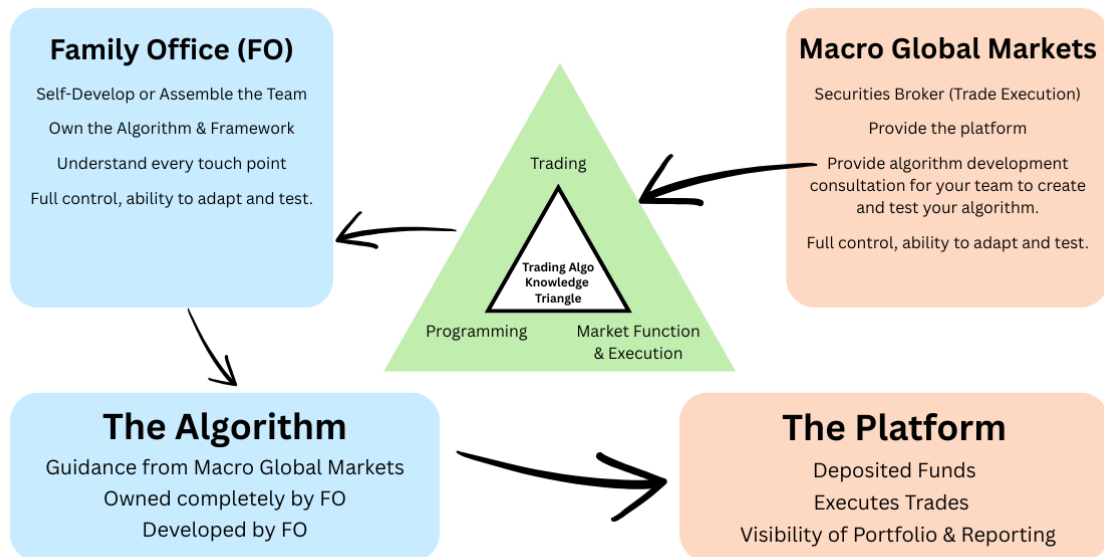 Family Office (FO)
Self-Develop or Assemble the Team
Own the Algorithm & Framework
Understand every touch point
Full control, ability to adapt and test.
Trading
Trading Algo
Knowledge
Triangle
Programming
Market Function
& Execution
Macro Global Markets
Securities Broker (Trade Execution)
Provide the platform
Provide algorithm development
consultation for your team to create
and test your algorithm.
Full control, ability to adapt and test.
The Algorithm
Guidance from Macro Global Markets
Owned completely by FO
Developed by FO
The Platform
Deposited Funds
Executes Trades
Visibility of Portfolio & Reporting